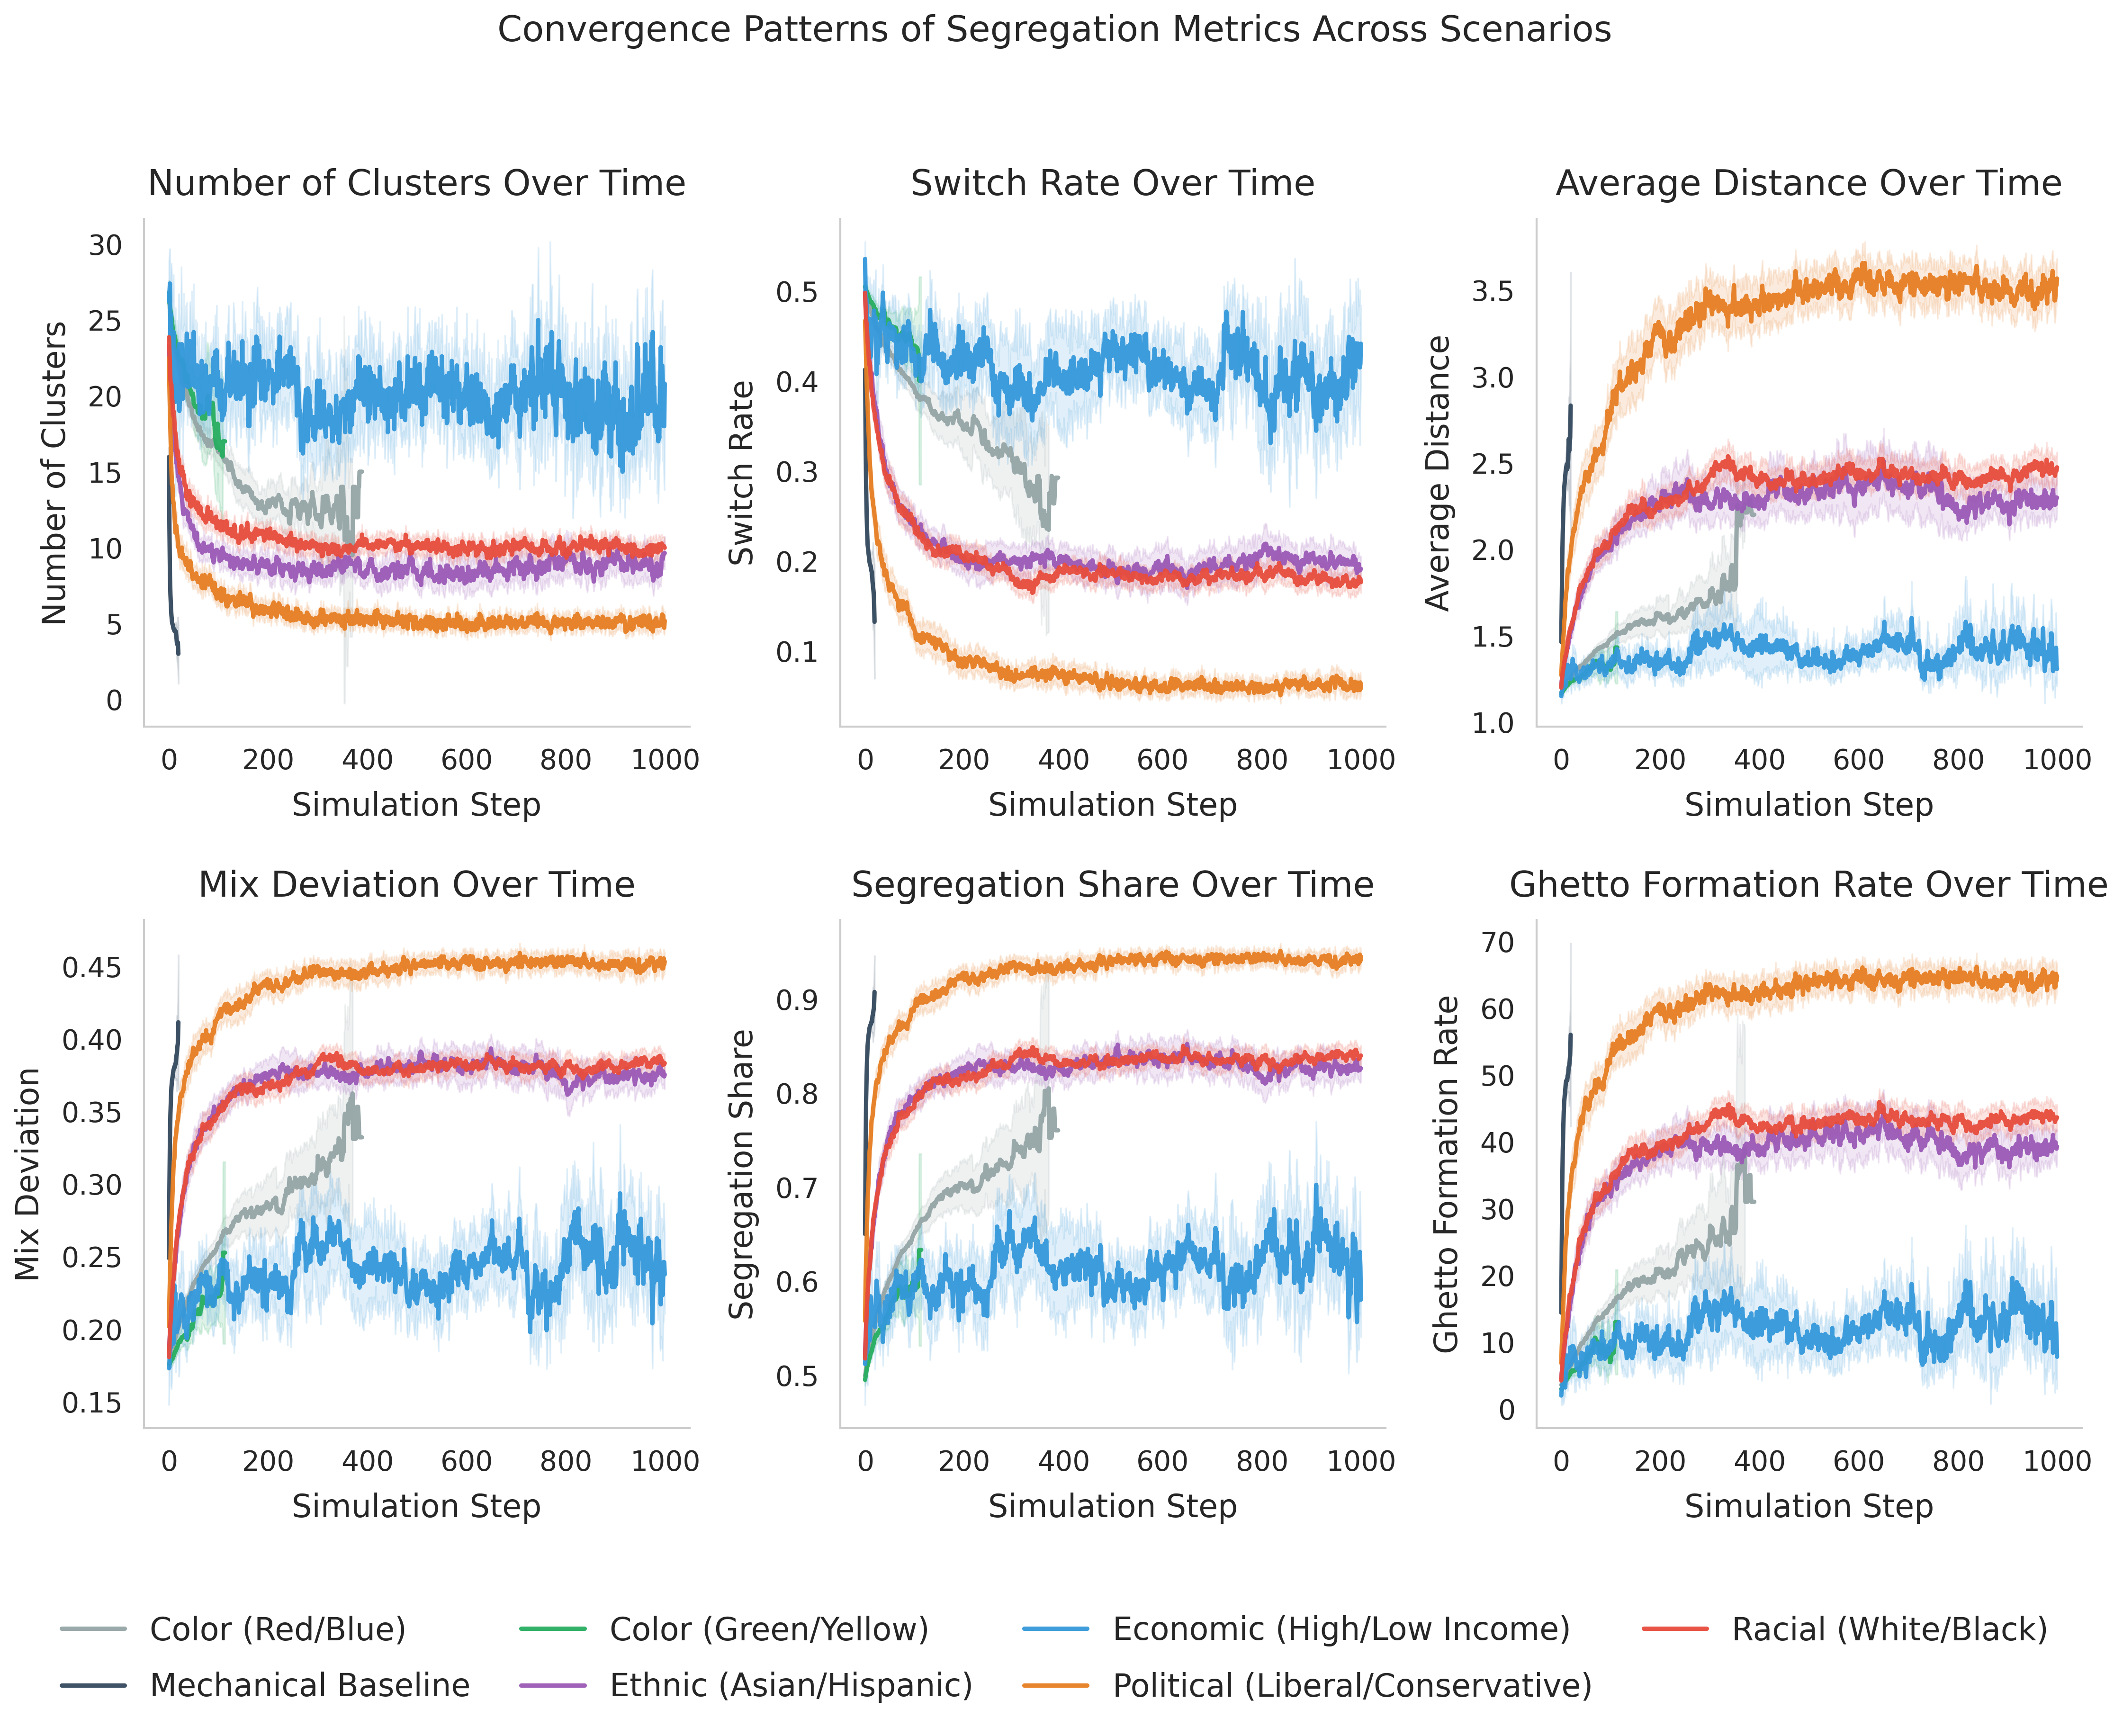 Convergence Patterns of Segregation Metrics Across Scenarios
Number of Clusters Over Time
Number of Clusters
30
25
20
15
10
5
0
0 200 400 600 800 1000
Simulation Step
Switch Rate Over Time
Switch Rate
0.5
0.4
0.3
0.2
0.1
0 200 400 600 800 1000
Simulation Step
Average Distance Over Time
Average Distance
3.5
3.0
2.5
2.0
1.5
1.0
0 200 400 600 800 1000
Simulation Step
Mix Deviation Over Time
Mix Deviation
0.45
0.40
0.35
0.30
0.25
0.20
0.15
0 200 400 600 800 1000
Simulation Step
Segregation Share Over Time
Segregation Share
0.9
0.8
0.7
0.6
0.5
0 200 400 600 800 1000
Simulation Step
Ghetto Formation Rate Over Time
Ghetto Formation Rate
70
60
50
40
30
20
10
0
0 200 400 600 800 1000
Simulation Step
Color (Red/Blue)
Color (Green/Yellow)
Economic (High/Low Income)
Racial (White/Black)
Mechanical Baseline
Ethnic (Asian/Hispanic)
Political (Liberal/Conservative)